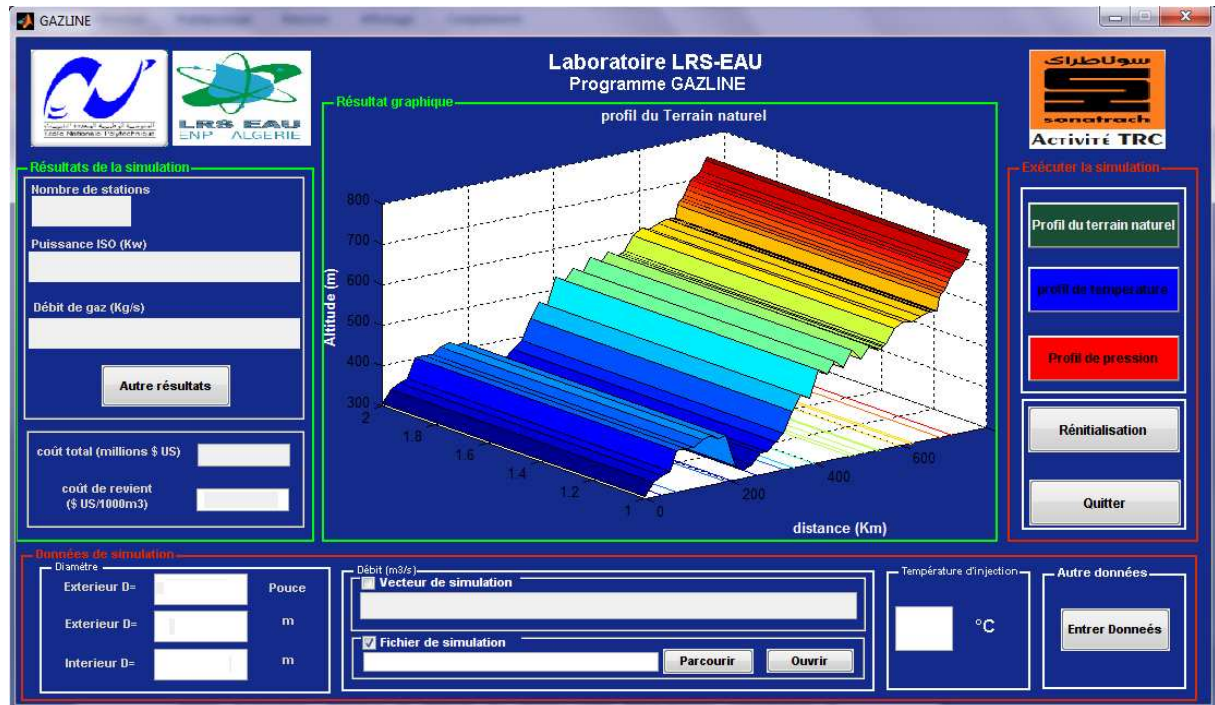 GAZLINE
Laboratoire LRS-EAU
Programme GAZLINE
LRS EAU
ENP ALGERIE
سوناطراك
sonatrach
Activité TRC
Résultat graphique
profil du Terrain naturel
Altitude (m)
800
700
600
500
400
300
2
1.8
1.6
1.4
1.2
1
0
200
400
600
distance (Km)
Résultats de la simulation
Nombre de stations
Puissance ISO (Kw)
Débit de gaz (Kg/s)
Autre résultats
coût total (millions $ US)
coût de revient
($ US/1000m3)
Exécuter la simulation
Profil du terrain naturel
profil de temperature
Profil de pression
Rénitialisation
Quitter
Données de simulation
Diamétre
Exterieur D=
Pouce
Exterieur D=
m
Interieur D=
m
Débit (m3/s)
Vecteur de simulation
Fichier de simulation
Parcourir
Ouvrir
Température d'injection
°C
Autre données
Entrer Donneés